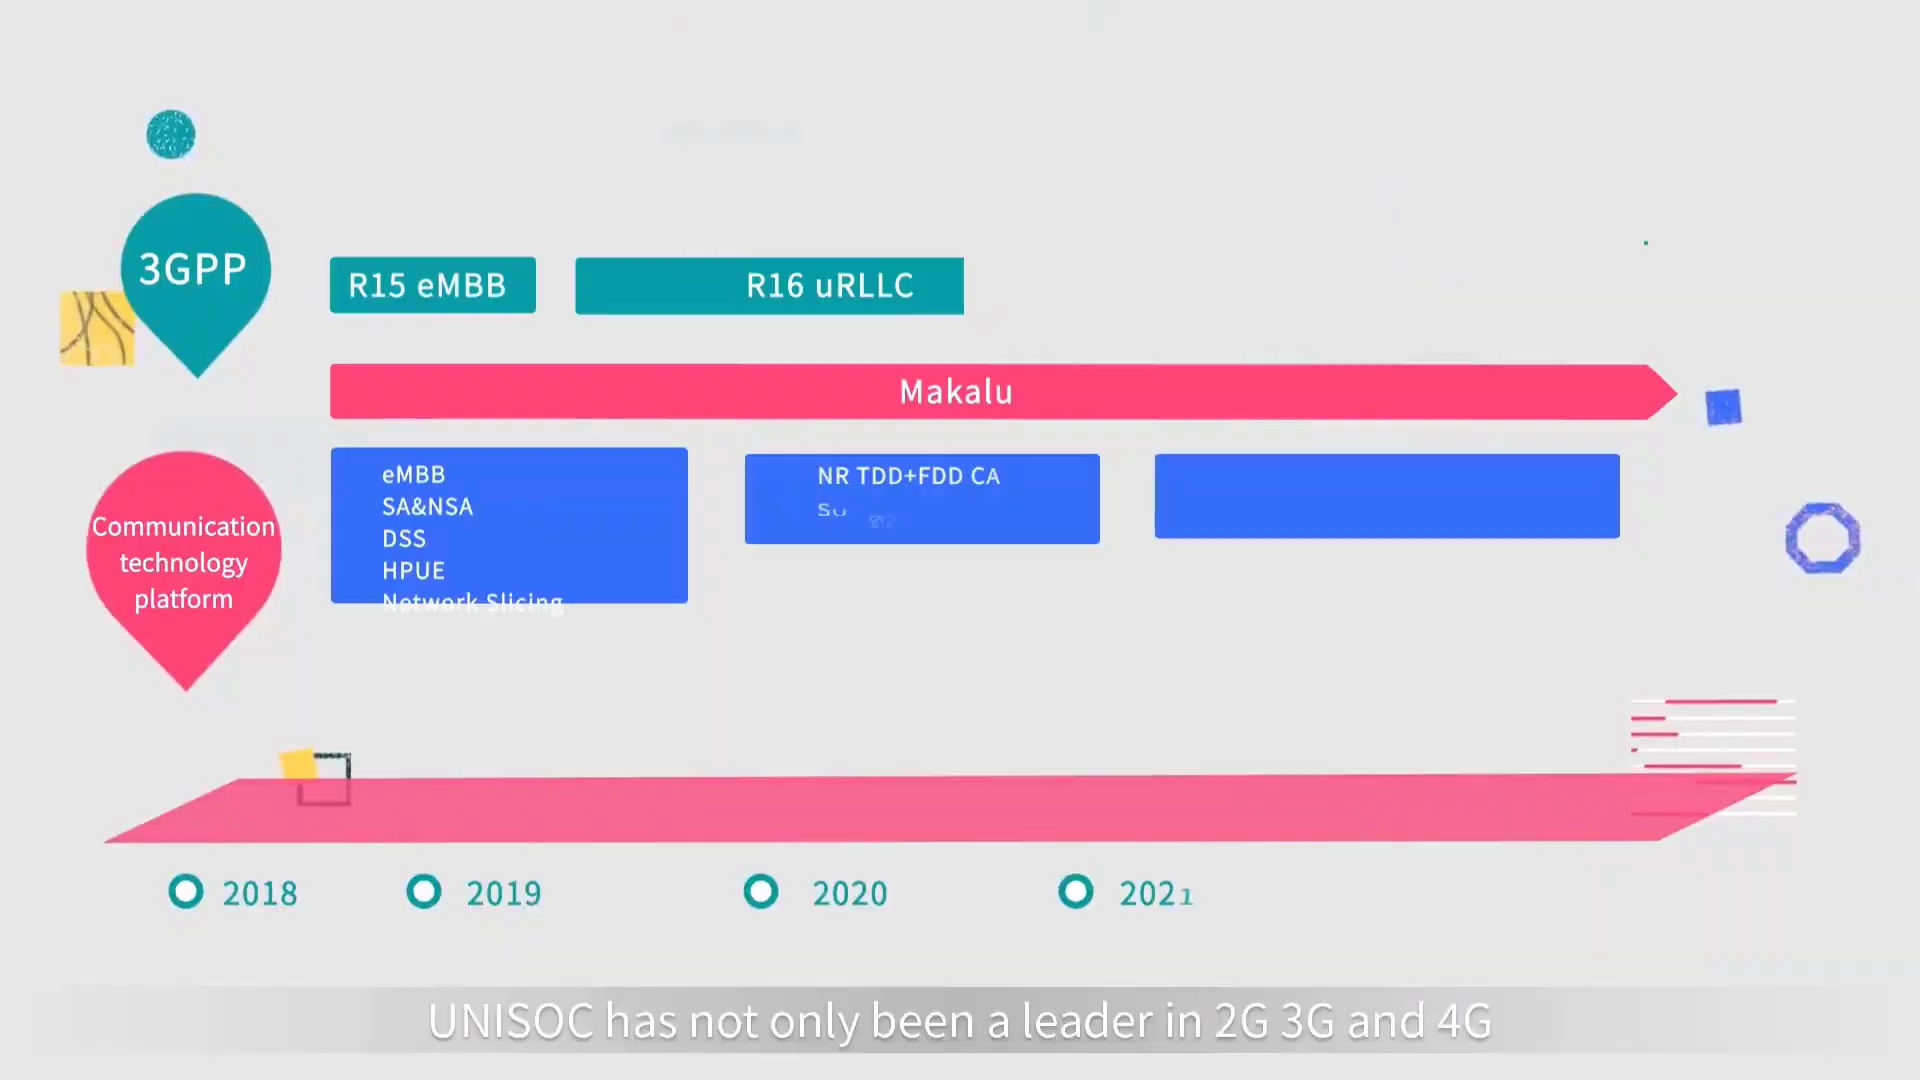 3GPP
R15 eMBB
R16 uRLLC
Makalu
Communication
technology
platform
eMBB
SA&NSA
DSS
HPUE
Network Slicing
NR TDD+FDD CA
2018
2019
2020
2021
UNISOC has not only been a leader in 2G 3G and 4G